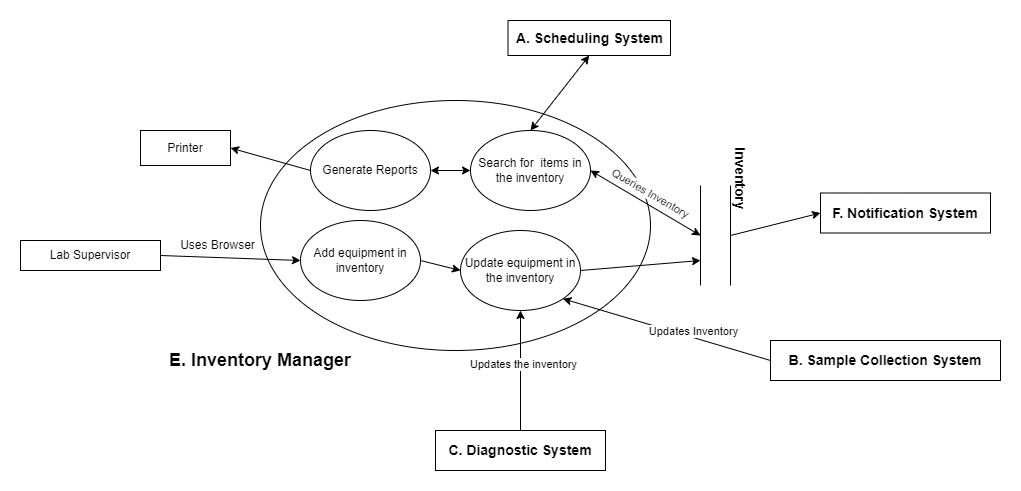 A. Scheduling System
Printer
Generate Reports
Search for items in
the inventory
Queries Inventory
Inventory
F. Notification System
Lab Supervisor
Uses Browser
Add equipment in
inventory
Update equipment in
the inventory
Updates Inventory
E. Inventory Manager
Updates the inventory
B. Sample Collection System
C. Diagnostic System